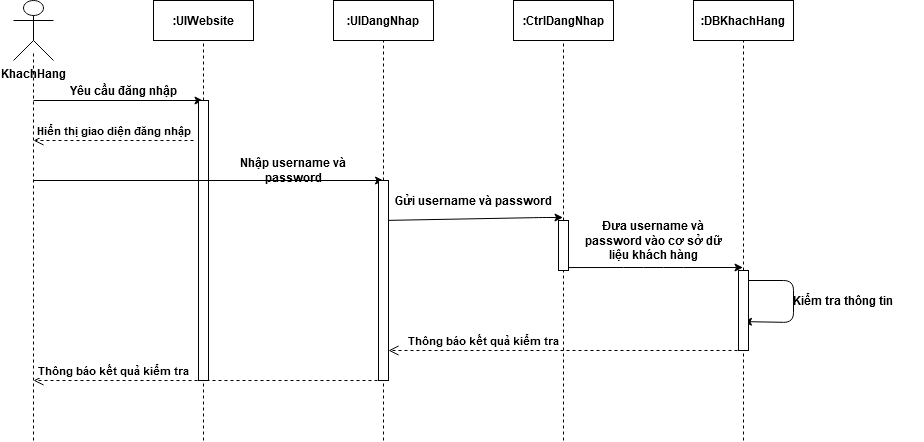 :UIWebsite
:UIDangNhap
:CtrlDangNhap
:DBKhachHang
KhachHang
Yêu cầu đăng nhập
Hiển thị giao diện đăng nhập
Nhập username và
password
Gửi username và password
Đưa username và
password vào cơ sở dữ
liệu khách hàng
Kiểm tra thông tin
Thông báo kết quả kiểm tra
Thông báo kết quả kiểm tra